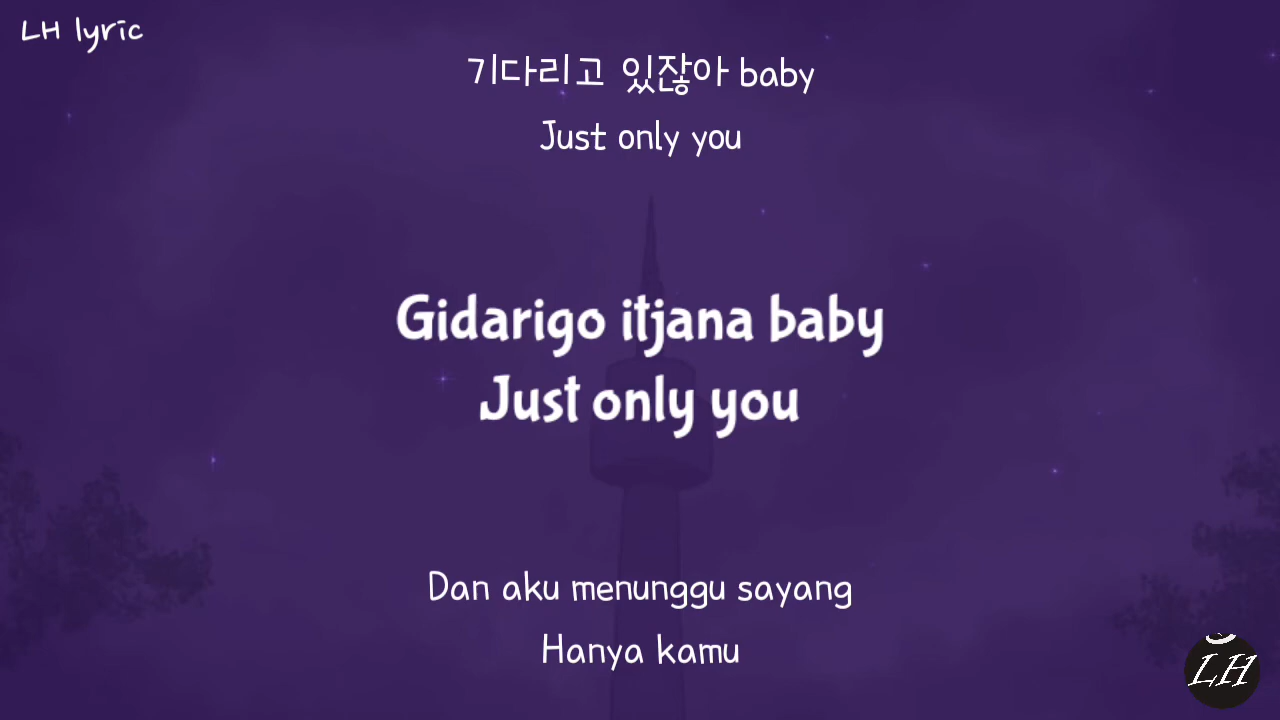 LH lyric
기다리고 있잖아 baby
Just only you
Gidarigo itjana baby
Just only you
Dan aku menunggu sayang
Hanya kamu
LH